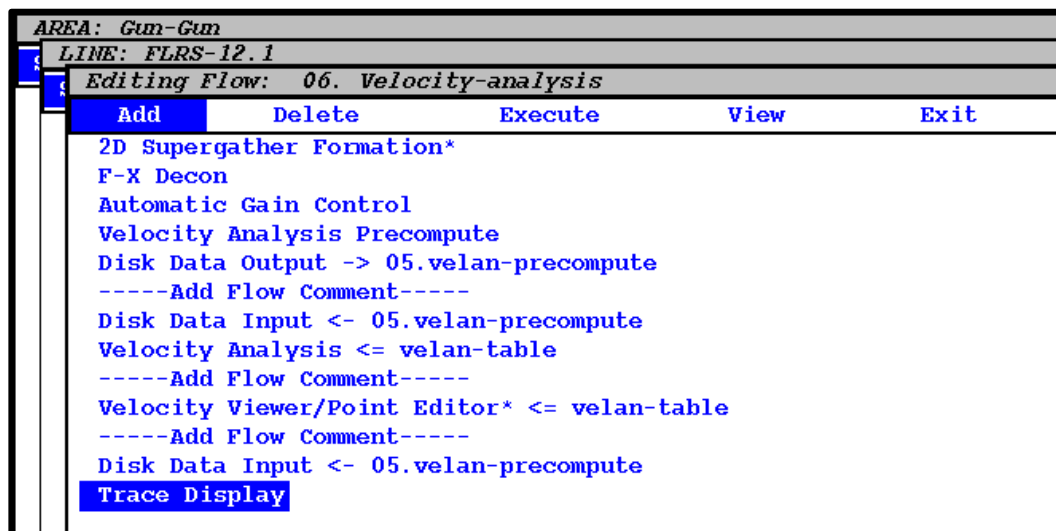 AREA: Gun-Gun
LINE: FLRS-12.1
Editing Flow: 06. Velocity-analysis
Add Delete Execute View Exit
2D Supergather Formation*
F-X Decon
Automatic Gain Control
Velocity Analysis Precompute
Disk Data Output -> 05.velan-precompute
-----Add Flow Comment-----
Disk Data Input <- 05.velan-precompute
Velocity Analysis <= velan-table
-----Add Flow Comment-----
Velocity Viewer/Point Editor* <= velan-table
-----Add Flow Comment-----
Disk Data Input <- 05.velan-precompute
Trace Display